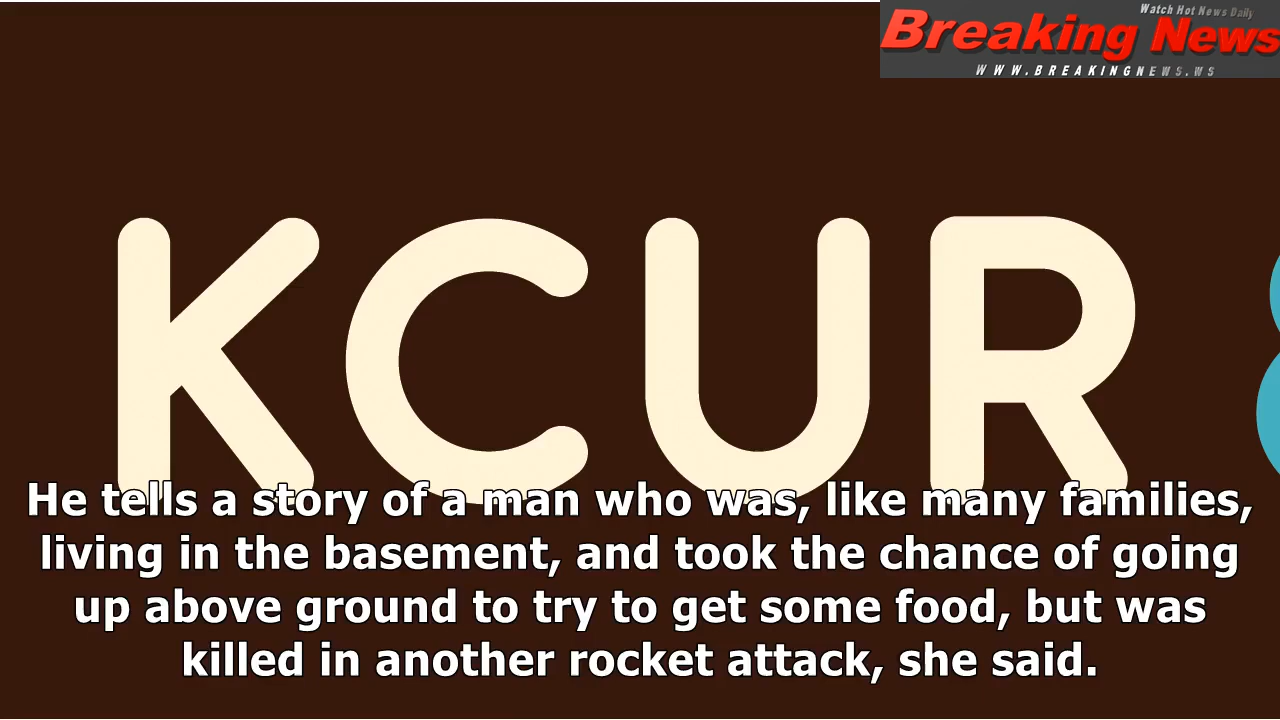 Watch Hot News Daily
Breaking News
WWW.BREAKINGNEWS.WS
KCUR
He tells a story of a man who was, like many families,
living in the basement, and took the chance of going
up above ground to try to get some food, but was
killed in another rocket attack, she said.